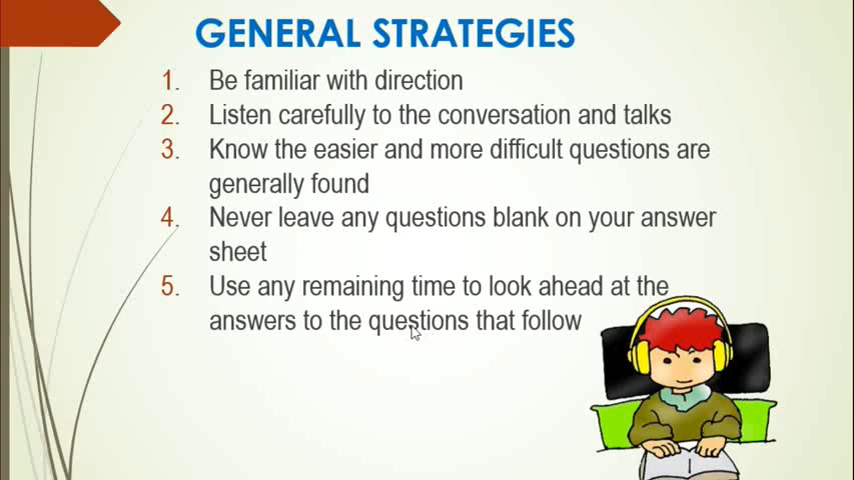 GENERAL STRATEGIES
1. Be familiar with direction
2. Listen carefully to the conversation and talks
3. Know the easier and more difficult questions are
generally found
4. Never leave any questions blank on your answer
sheet
5. Use any remaining time to look ahead at the
answers to the questions that follow